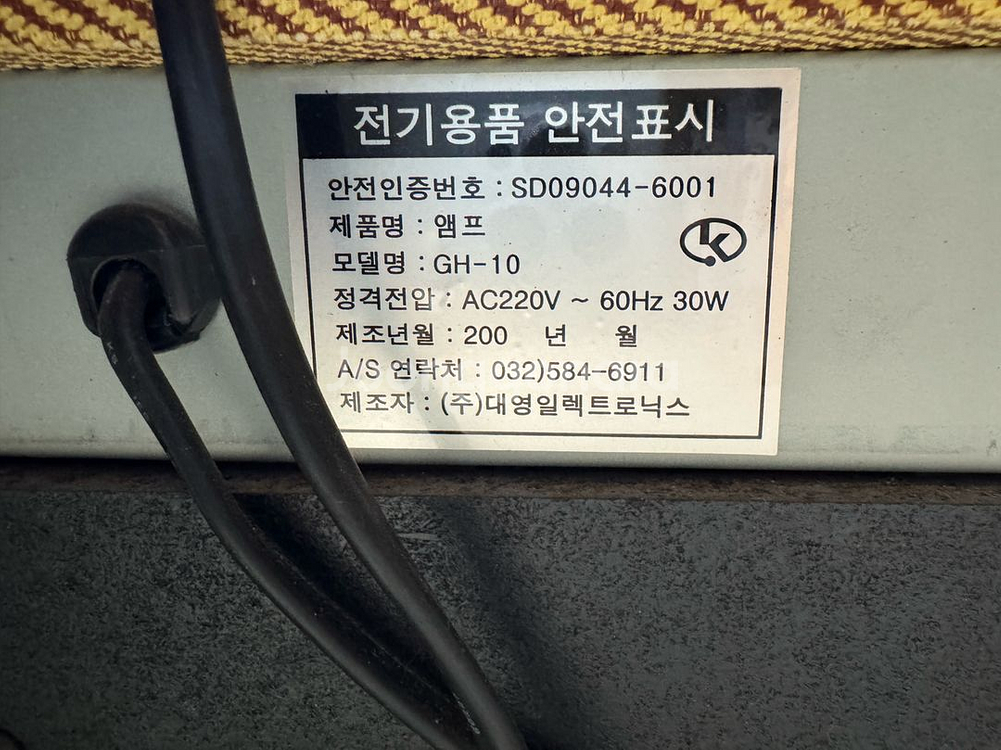 전기용품 안전표시
안전인증번호 : SD09044-6001
제품명 : 앰프
모델명 : GH-10
정격전압 : AC220V ~ 60Hz 30W
제조년월 : 200 년 월
A/S 연락처 : 032)584-6911
제조자 : (주)대영일렉트로닉스